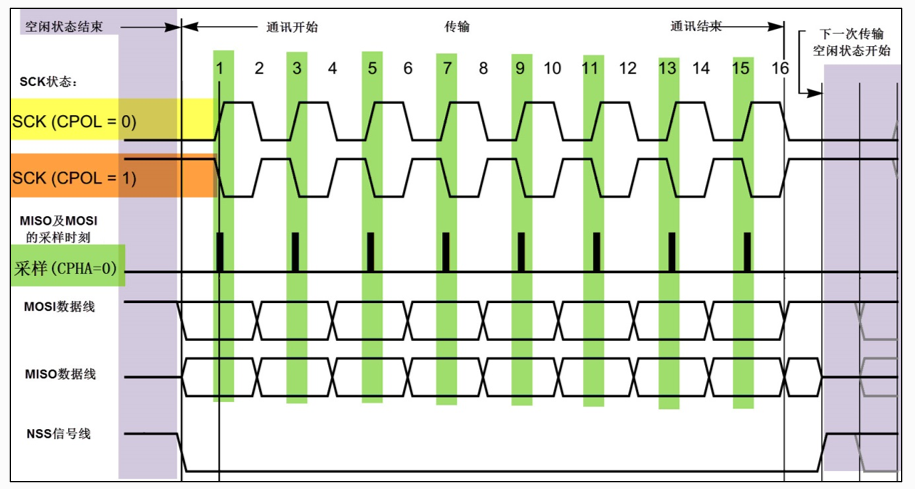 空闲状态结束
通讯开始
传输
通讯结束
下一次传输
空闲状态开始
1 2 3 4 5 6 7 8 9 10 11 12 13 14 15 16
SCK状态:
SCK (CPOL = 0)
SCK (CPOL = 1)
MISO及MOSI
的采样时刻
采样(CPHA=0)
MOSI数据线
MISO数据线
NSS信号线